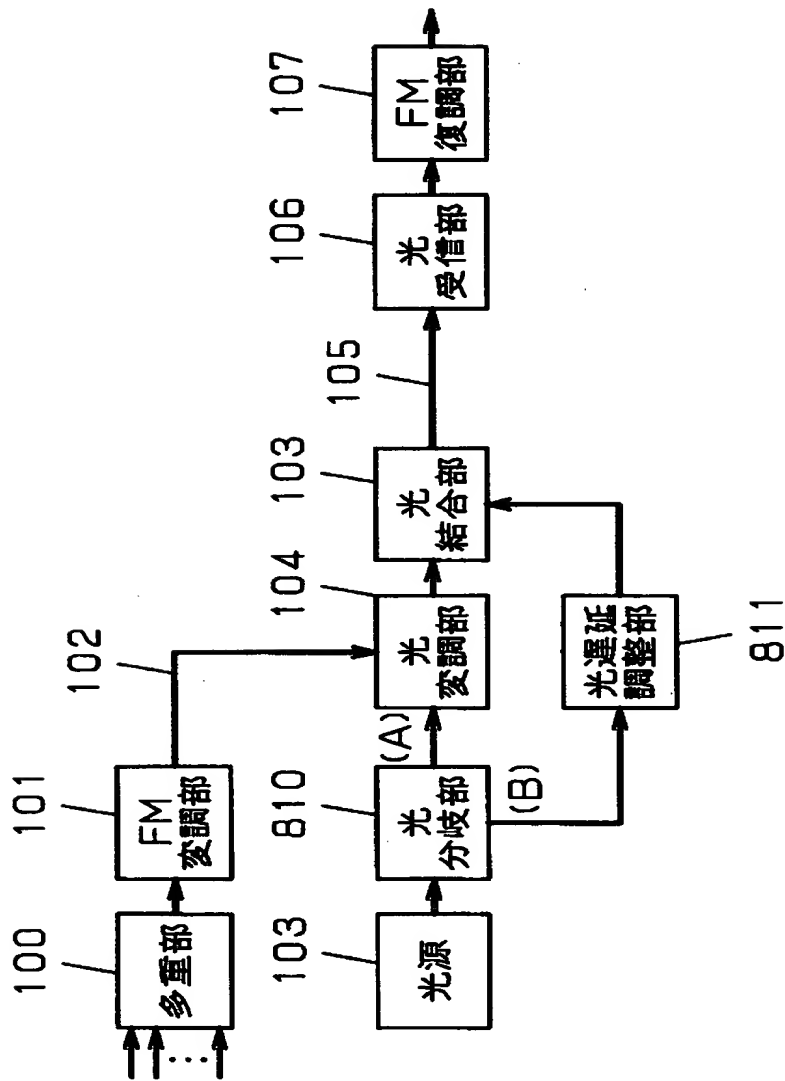 100
多重部
101
FM
変調部
102
103
光源
810
光
分岐部
(A)
(B)
104
光
変調部
103
光
結合部
811
光遅延
調整部
105
106
光
受信部
107
FM
復調部